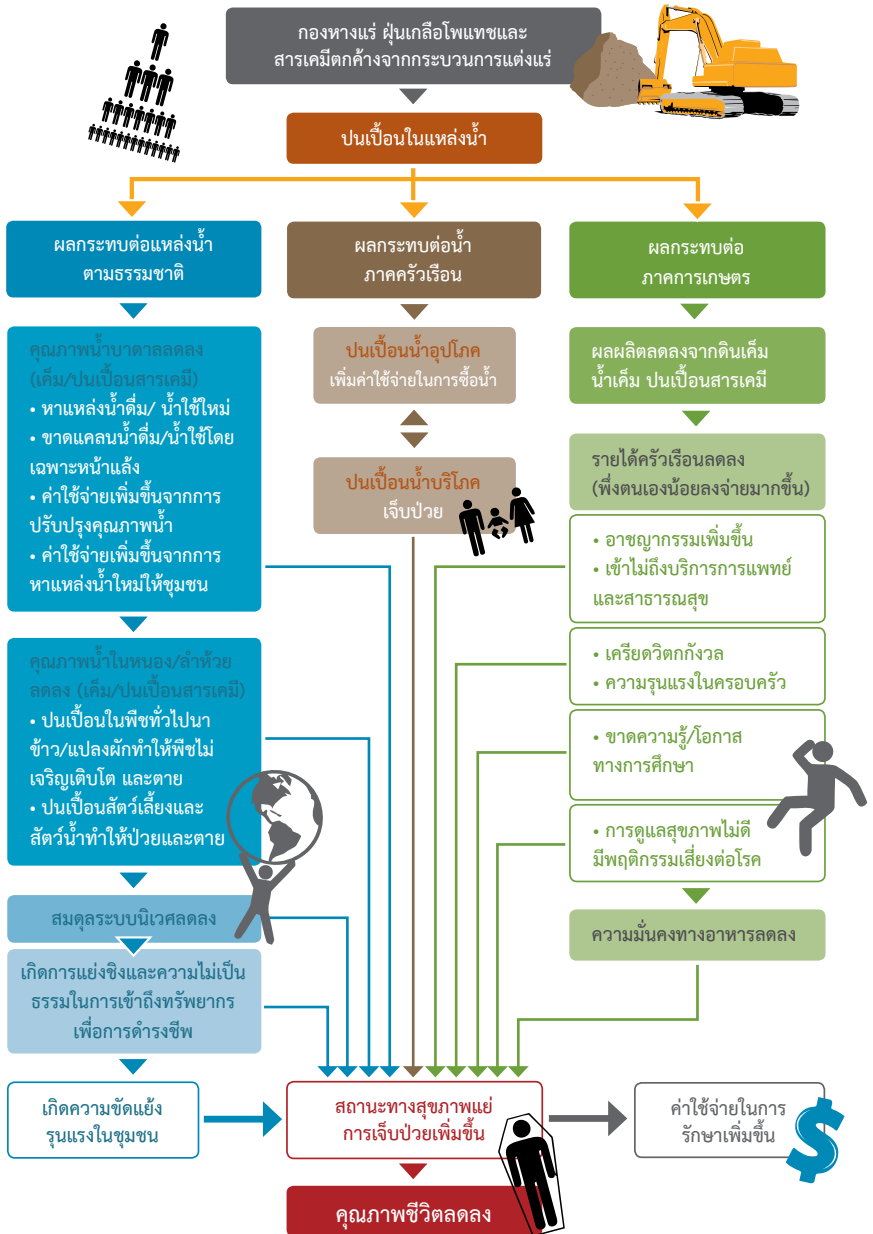 กองหางแร่ ฝุ่นเกลือโพแทชและ
สารเคมีตกค้างจากกระบวนการแต่งแร่
ปนเปื้อนในแหล่งน้ำ
ผลกระทบต่อแหล่งน้ำ
ตามธรรมชาติ
คุณภาพน้ำบาดาลลดลง
(เค็ม/ปนเปื้อนสารเคมี)
• หาแหล่งน้ำดื่ม/ น้ำใช้ใหม่
• ขาดแคลนน้ำดื่ม/น้ำใช้โดย
เฉพาะหน้าแล้ง
• ค่าใช้จ่ายเพิ่มขึ้นจากการ
ปรับปรุงคุณภาพน้ำ
• ค่าใช้จ่ายเพิ่มขึ้นจากการ
หาแหล่งน้ำใหม่ให้ชุมชน
คุณภาพน้ำในหนอง/ลำห้วย
ลดลง (เค็ม/ปนเปื้อนสารเคมี)
• ปนเปื้อนในพืชทั่วไปนา
ข้าว/แปลงผักทำให้พืชไม่
เจริญเติบโต และตาย
• ปนเปื้อนสัตว์เลี้ยงและ
สัตว์น้ำทำให้ป่วยและตาย
สมดุลระบบนิเวศลดลง
เกิดการแย่งชิงและความไม่เป็น
ธรรมในการเข้าถึงทรัพยากร
เพื่อการดำรงชีพ
เกิดความขัดแย้ง
รุนแรงในชุมชน
ผลกระทบต่อน้ำ
ภาคครัวเรือน
ปนเปื้อนน้ำอุปโภค
เพิ่มค่าใช้จ่ายในการซื้อน้ำ
ปนเปื้อนน้ำบริโภค
เจ็บป่วย
ผลกระทบต่อ
ภาคการเกษตร
ผลผลิตลดลงจากดินเค็ม
น้ำเค็ม ปนเปื้อนสารเคมี
รายได้ครัวเรือนลดลง
(พึ่งตนเองน้อยลงจ่ายมากขึ้น)
• อาชญากรรมเพิ่มขึ้น
• เข้าไม่ถึงบริการการแพทย์
และสาธารณสุข
• เครียดวิตกกังวล
• ความรุนแรงในครอบครัว
• ขาดความรู้/โอกาส
ทางการศึกษา
• การดูแลสุขภาพไม่ดี
มีพฤติกรรมเสี่ยงต่อโรค
ความมั่นคงทางอาหารลดลง
สถานะทางสุขภาพแย่
การเจ็บป่วยเพิ่มขึ้น
ค่าใช้จ่ายในการ
รักษาเพิ่มขึ้น
$
คุณภาพชีวิตลดลง